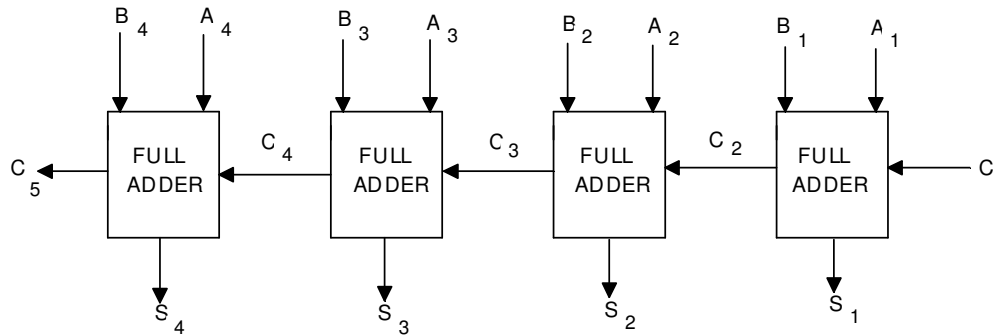 B4 A4 B3 A3 B2 A2 B1 A1
C4 C3 C2
C5 FULL ADDER FULL ADDER FULL ADDER FULL ADDER C
S4 S3 S2 S1